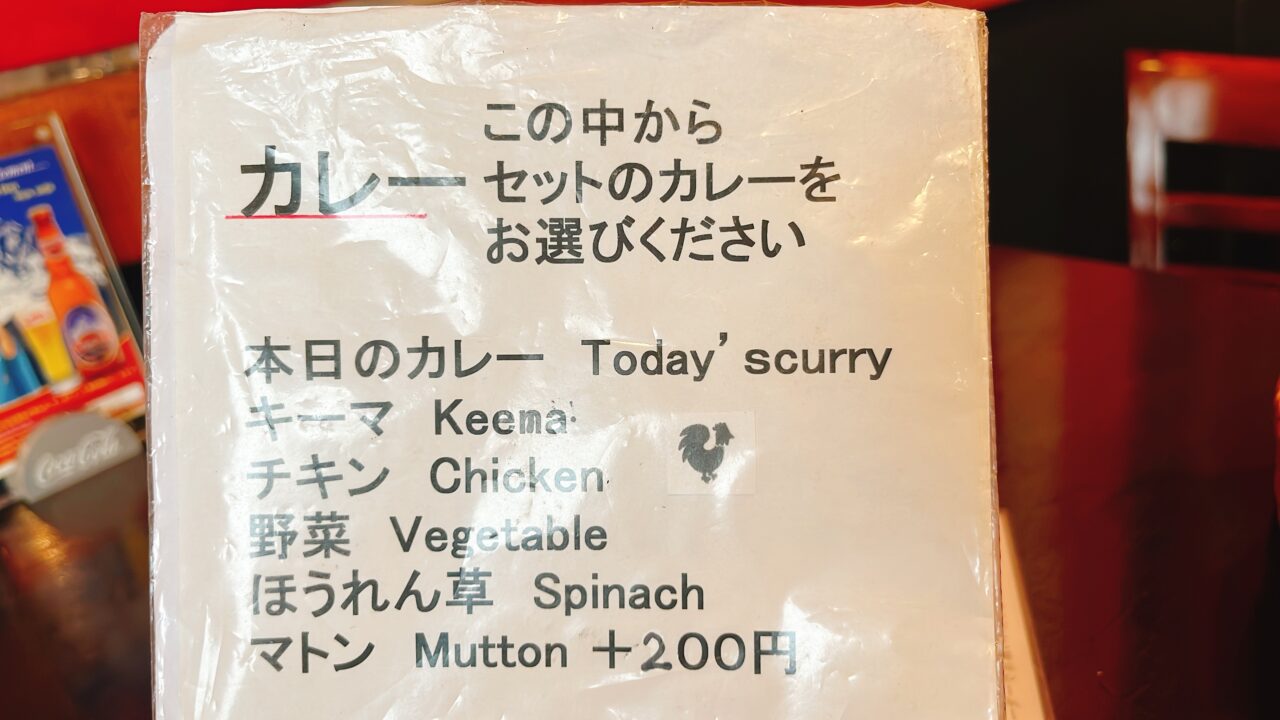 カレー
この中から
セットのカレーを
お選びください
本日のカレー Today'scurry
キーマ Keema
チキン Chicken
野菜 Vegetable
ほうれん草 Spinach
マトン Mutton +200円
Coca-Cola